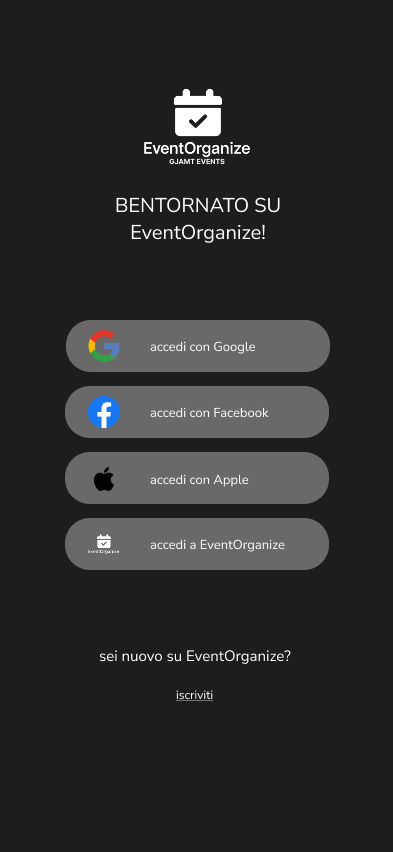 EventOrganize
GJAMT EVENTS
BENTORNATO SU
EventOrganize!
accedi con Google
accedi con Facebook
accedi con Apple
EventOrganize
accedi a EventOrganize
sei nuovo su EventOrganize?
iscriviti